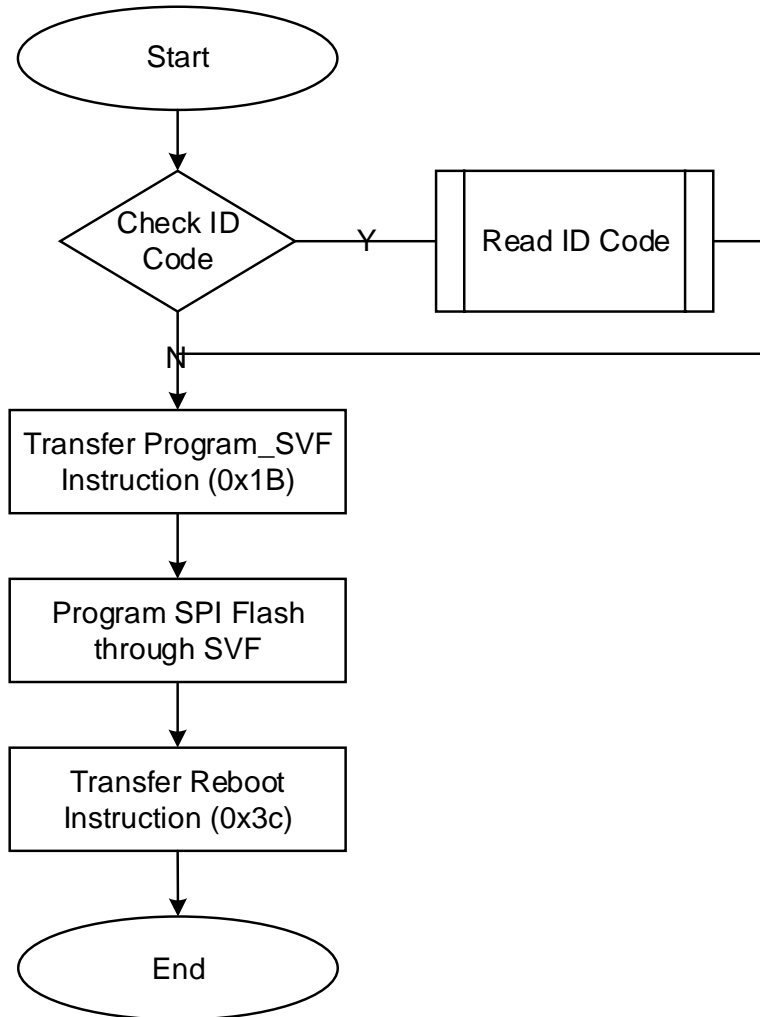 Start
Check ID
Code
Y
Read ID Code
N
Transfer Program_SVF
Instruction (0x1B)
Program SPI Flash
through SVF
Transfer Reboot
Instruction (0x3c)
End